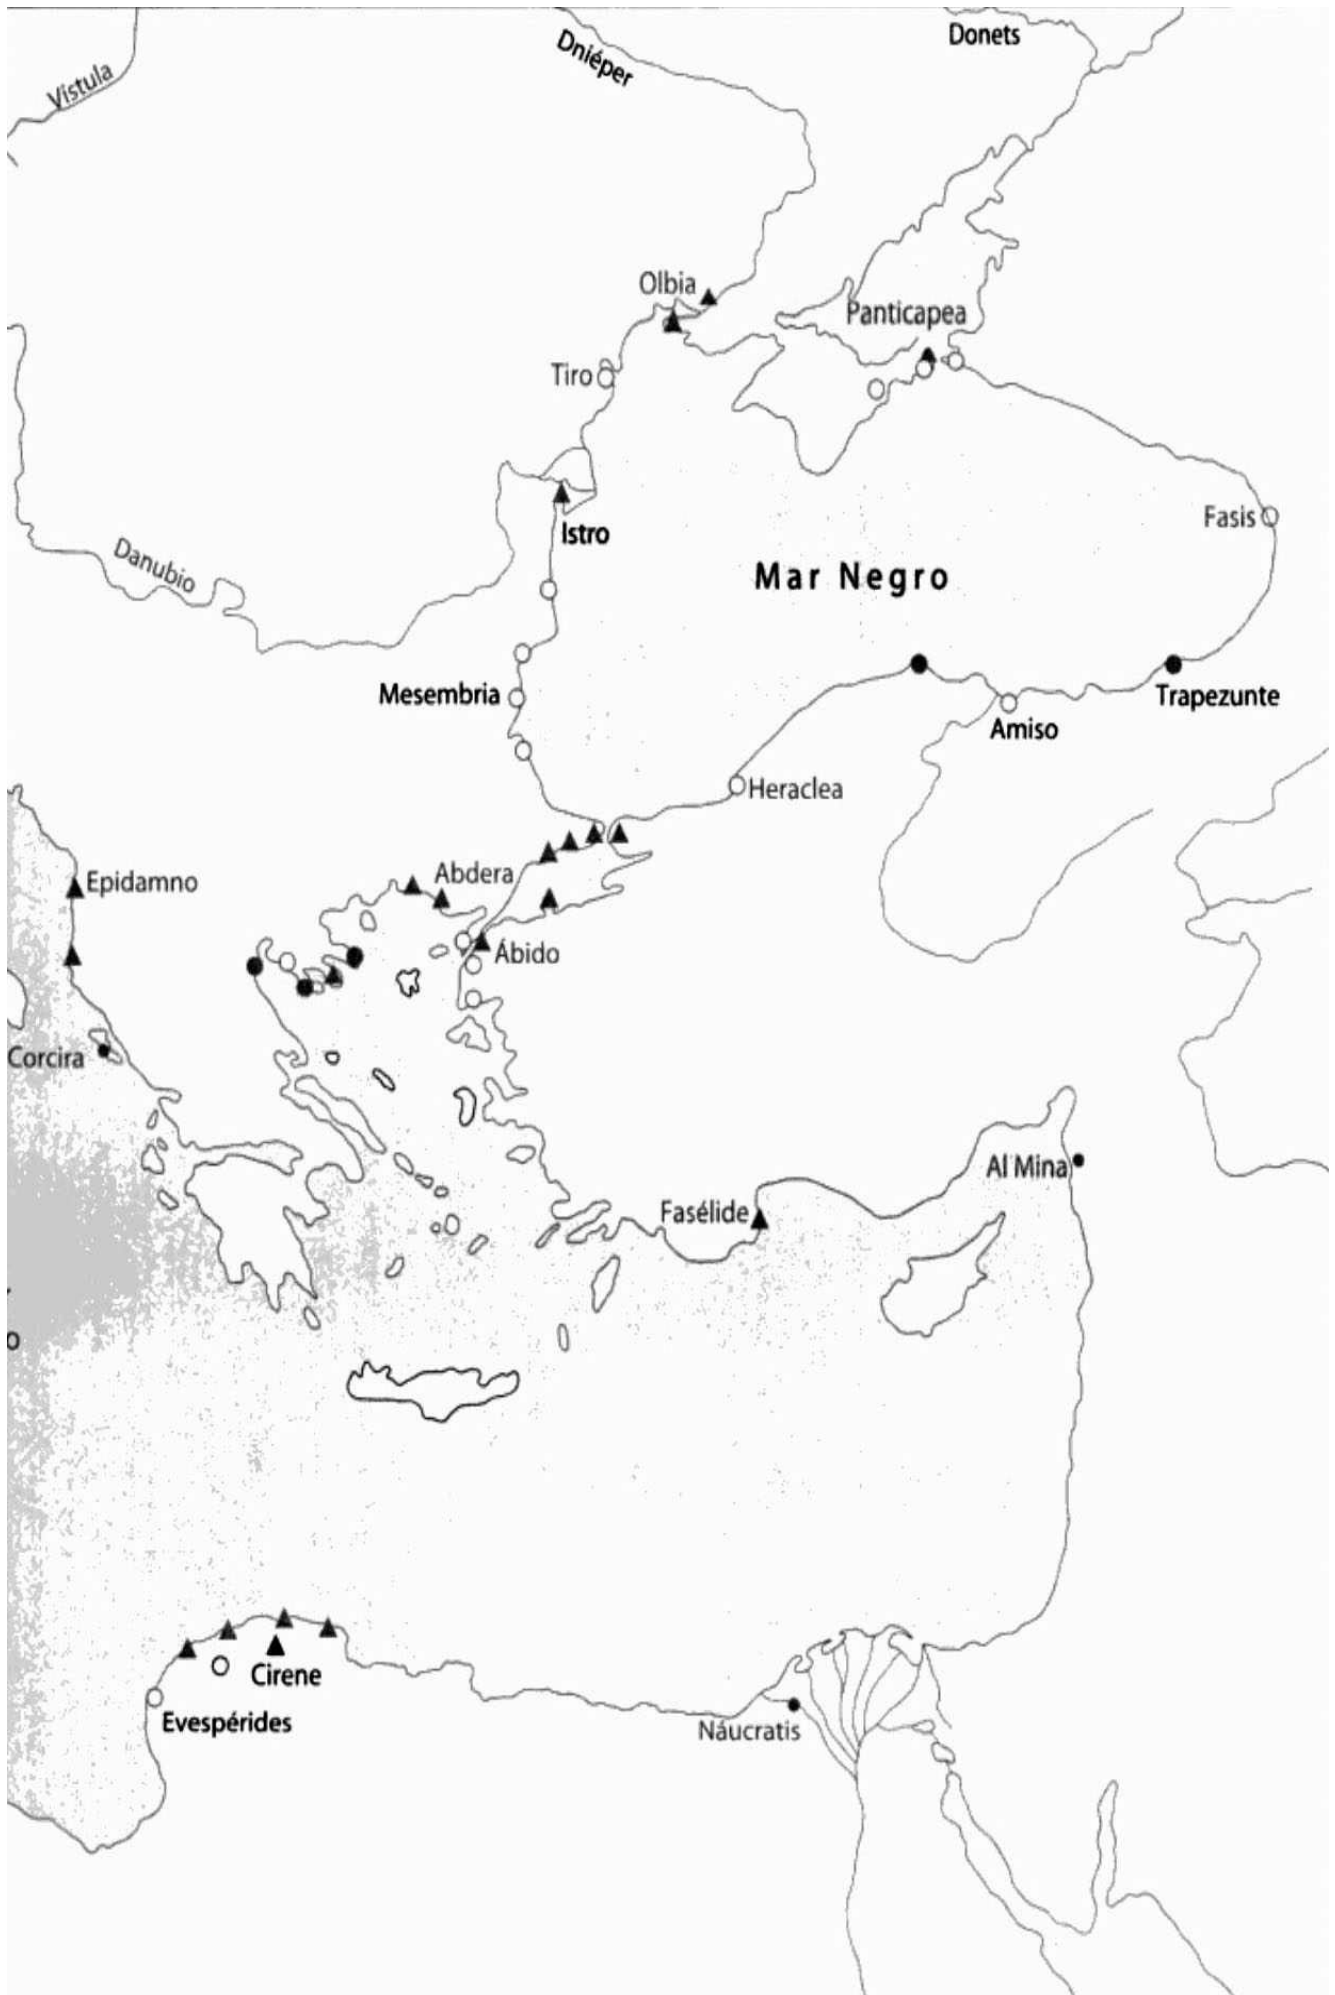 Donets
Dniéper
Vístula
Olbia
Panticapea
Tiro
Fasis
Istro
Danubio
Mar Negro
Mesembria
Trapezunte
Amiso
Heraclea
Abdera
Epidamno
Ábido
Corcira
Al Mina
Fasélide
o
Cirene
Evespérides
Náucratis